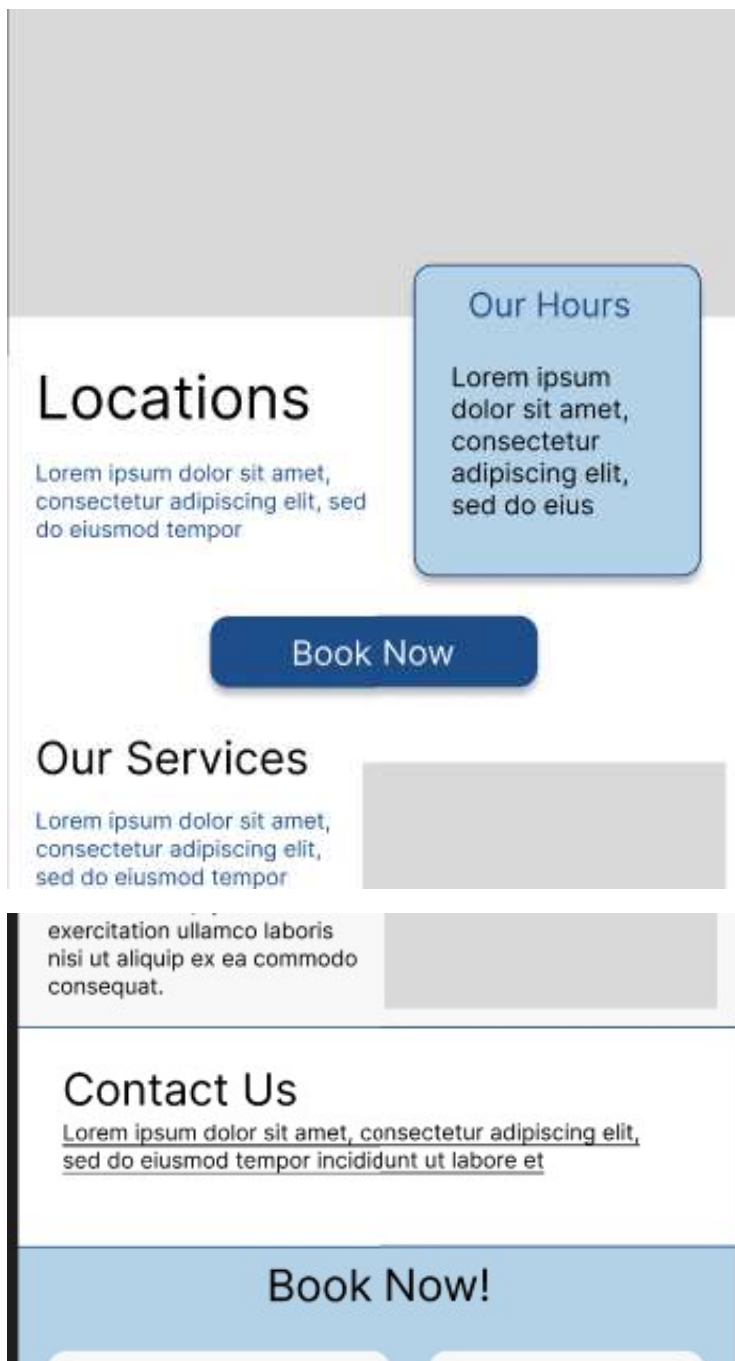 Our Hours
Lorem ipsum
dolor sit amet,
consectetur
adipiscing elit,
sed do eius
Locations
Lorem ipsum dolor sit amet,
consectetur adipiscing elit, sed
do eiusmod tempor
Book Now
Our Services
Lorem ipsum dolor sit amet,
consectetur adipiscing elit,
sed do eiusmod tempor
exercitation ullamco laboris
nisi ut aliquip ex ea commodo
consequat.
Contact Us
Lorem ipsum dolor sit amet, consectetur adipiscing elit,
sed do eiusmod tempor incididunt ut labore et
Book Now!